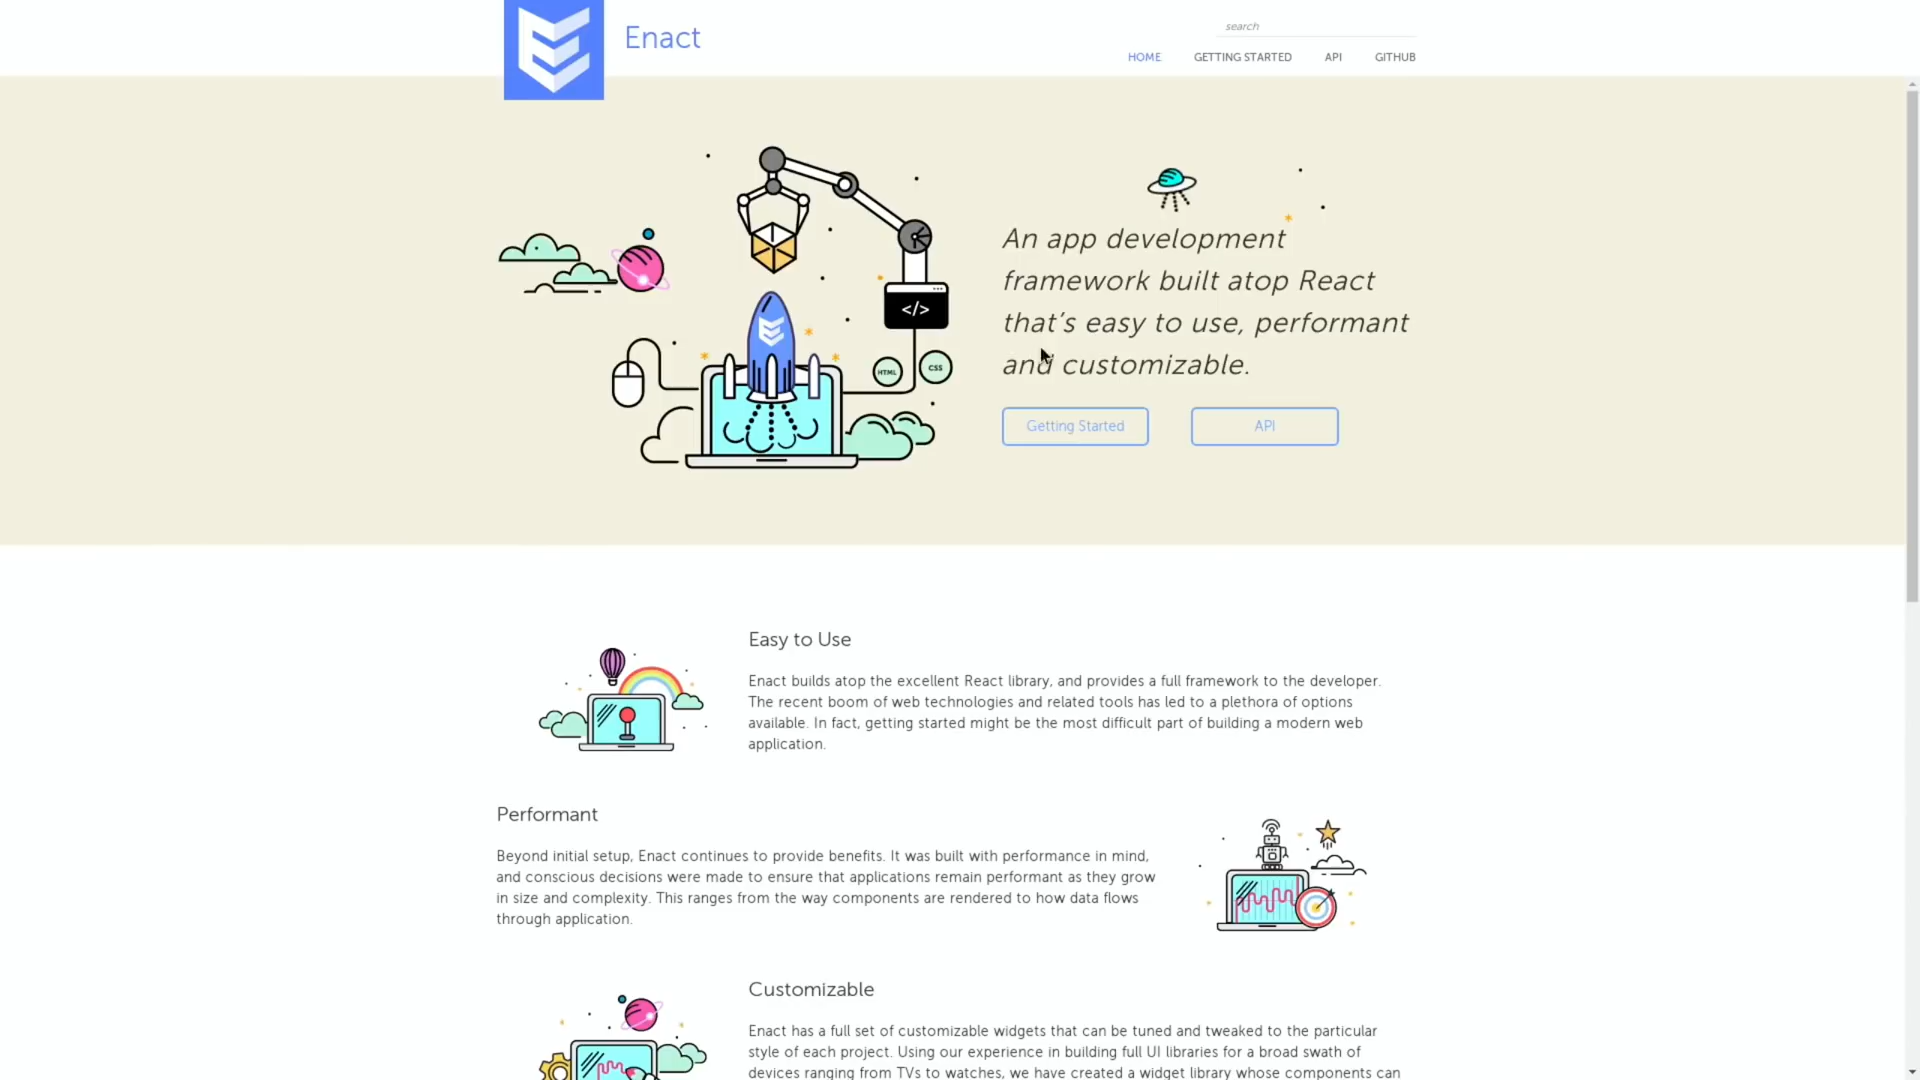 Enact
search
HOME GETTING STARTED API GITHUB
An app development
framework built atop React
that's easy to use, performant
and customizable.
</>
HTML
CSS
Getting Started
API
Easy to Use
Enact builds atop the excellent React library, and provides a full framework to the developer.
The recent boom of web technologies and related tools has led to a plethora of options
available. In fact, getting started might be the most difficult part of building a modern web
application.
Performant
Beyond initial setup, Enact continues to provide benefits. It was built with performance in mind,
and conscious decisions were made to ensure that applications remain performant as they grow
in size and complexity. This ranges from the way components are rendered to how data flows
through application.
Customizable
Enact has a full set of customizable widgets that can be tuned and tweaked to the particular
style of each project. Using our experience in building full UI libraries for a broad swath of
devices ranging from TVs to watches, we have created a widget library whose components can